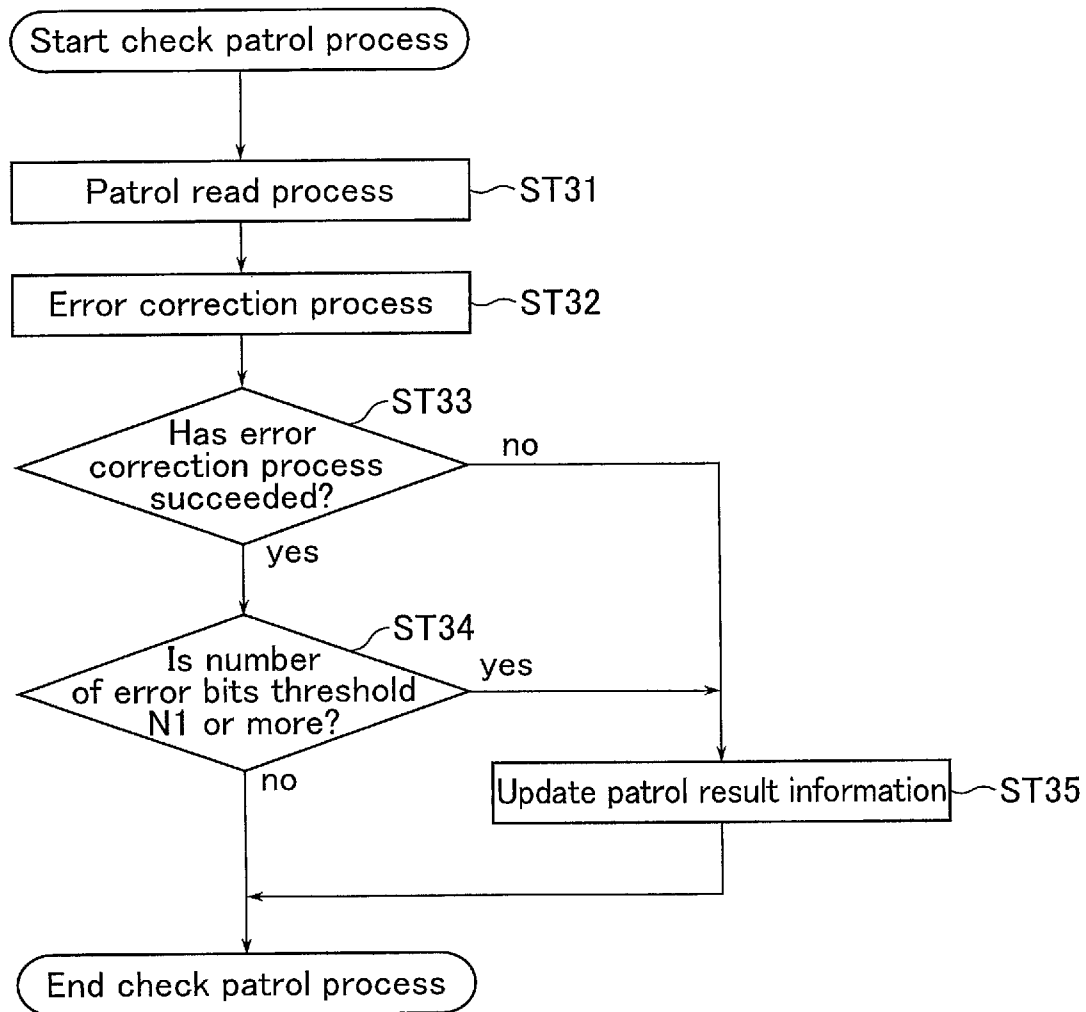 Start check patrol process
Patrol read process
ST31
Error correction process
ST32
ST33
Has error
correction process
succeeded?
no
yes
ST34
Is number
of error bits threshold
N1 or more?
yes
no
Update patrol result information
ST35
End check patrol process